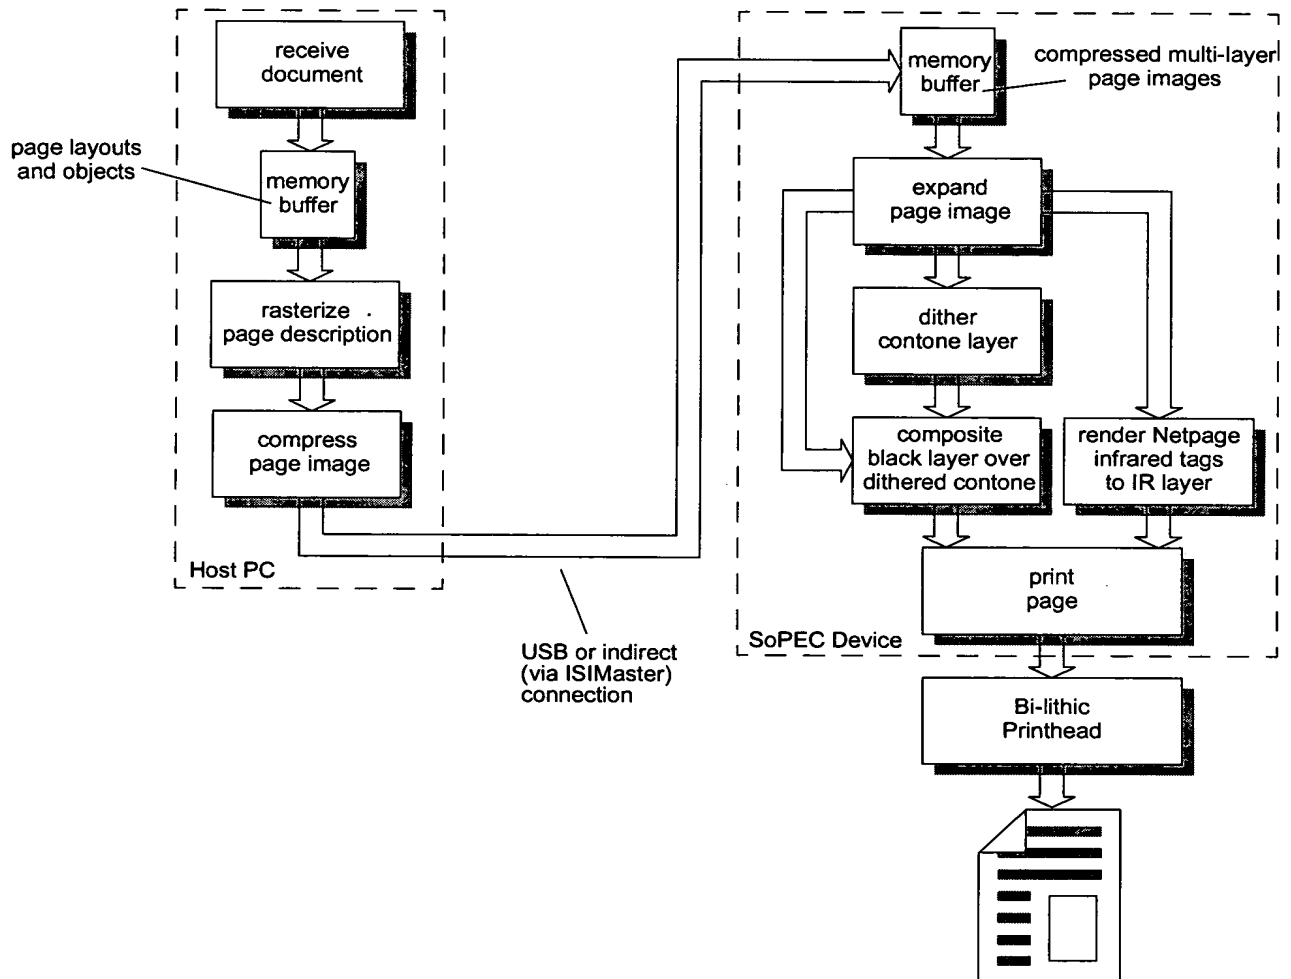 receive
document
page layouts
and objects
memory
buffer
rasterize
page description
compress
page image
Host PC
USB or indirect
(via ISIMaster)
connection
memory
buffer
compressed multi-layer
page images
expand
page image
dither
contone layer
composite
black layer over
dithered contone
render Netpage
infrared tags
to IR layer
print
page
SoPEC Device
Bi-lithic
Printhead